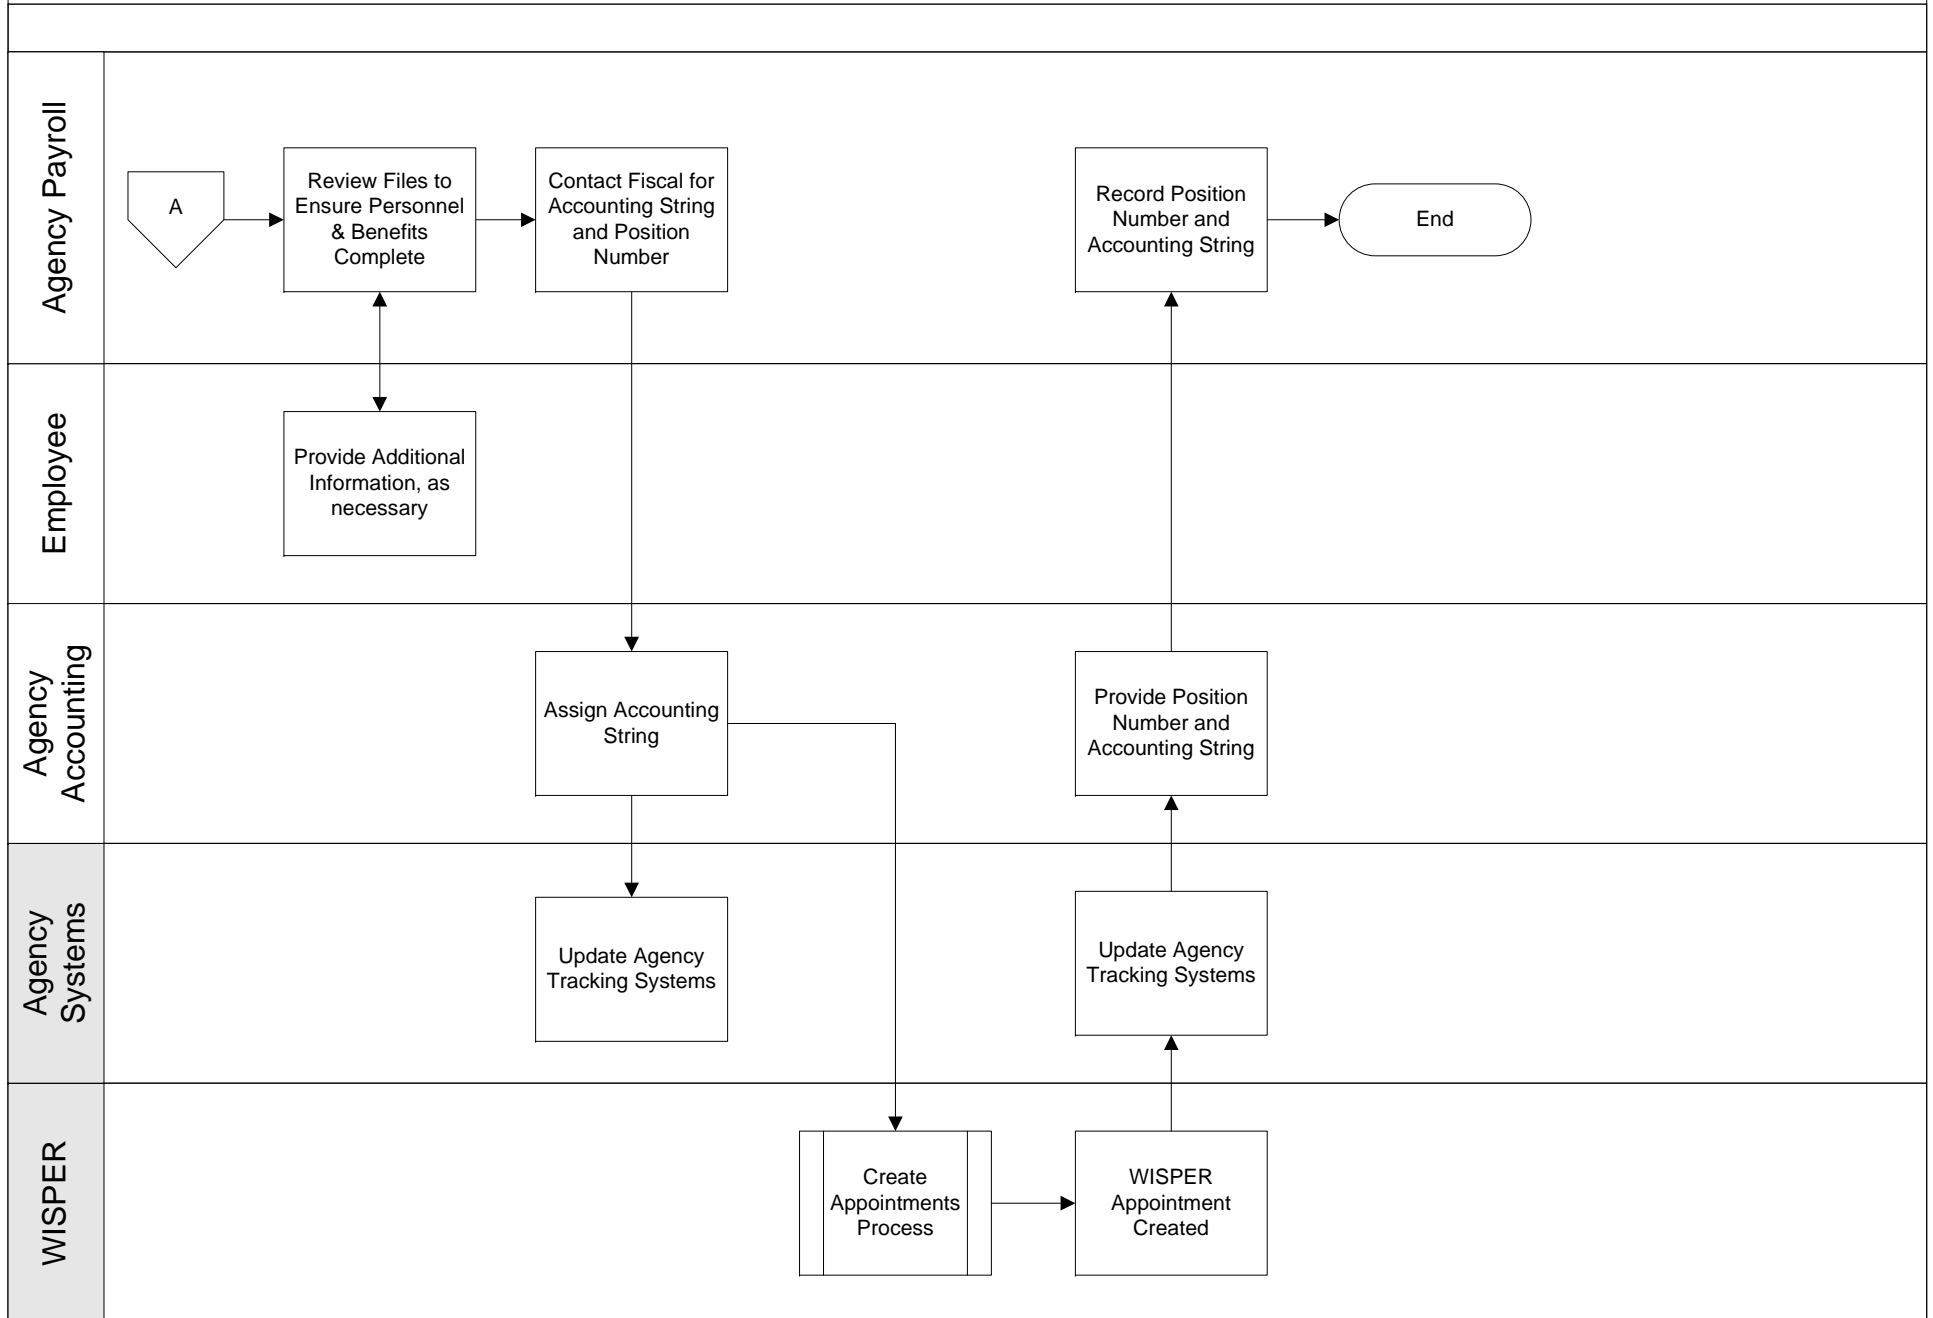 Agency Payroll
A
Review Files to
Ensure Personnel
& Benefits
Complete
Contact Fiscal for
Accounting String
and Position
Number
Record Position
Number and
Accounting String
End
Employee
Provide Additional
Information, as
necessary
Agency
Accounting
Assign Accounting
String
Provide Position
Number and
Accounting String
Agency
Systems
Update Agency
Tracking Systems
Update Agency
Tracking Systems
WISPER
Create
Appointments
Process
WISPER
Appointment
Created